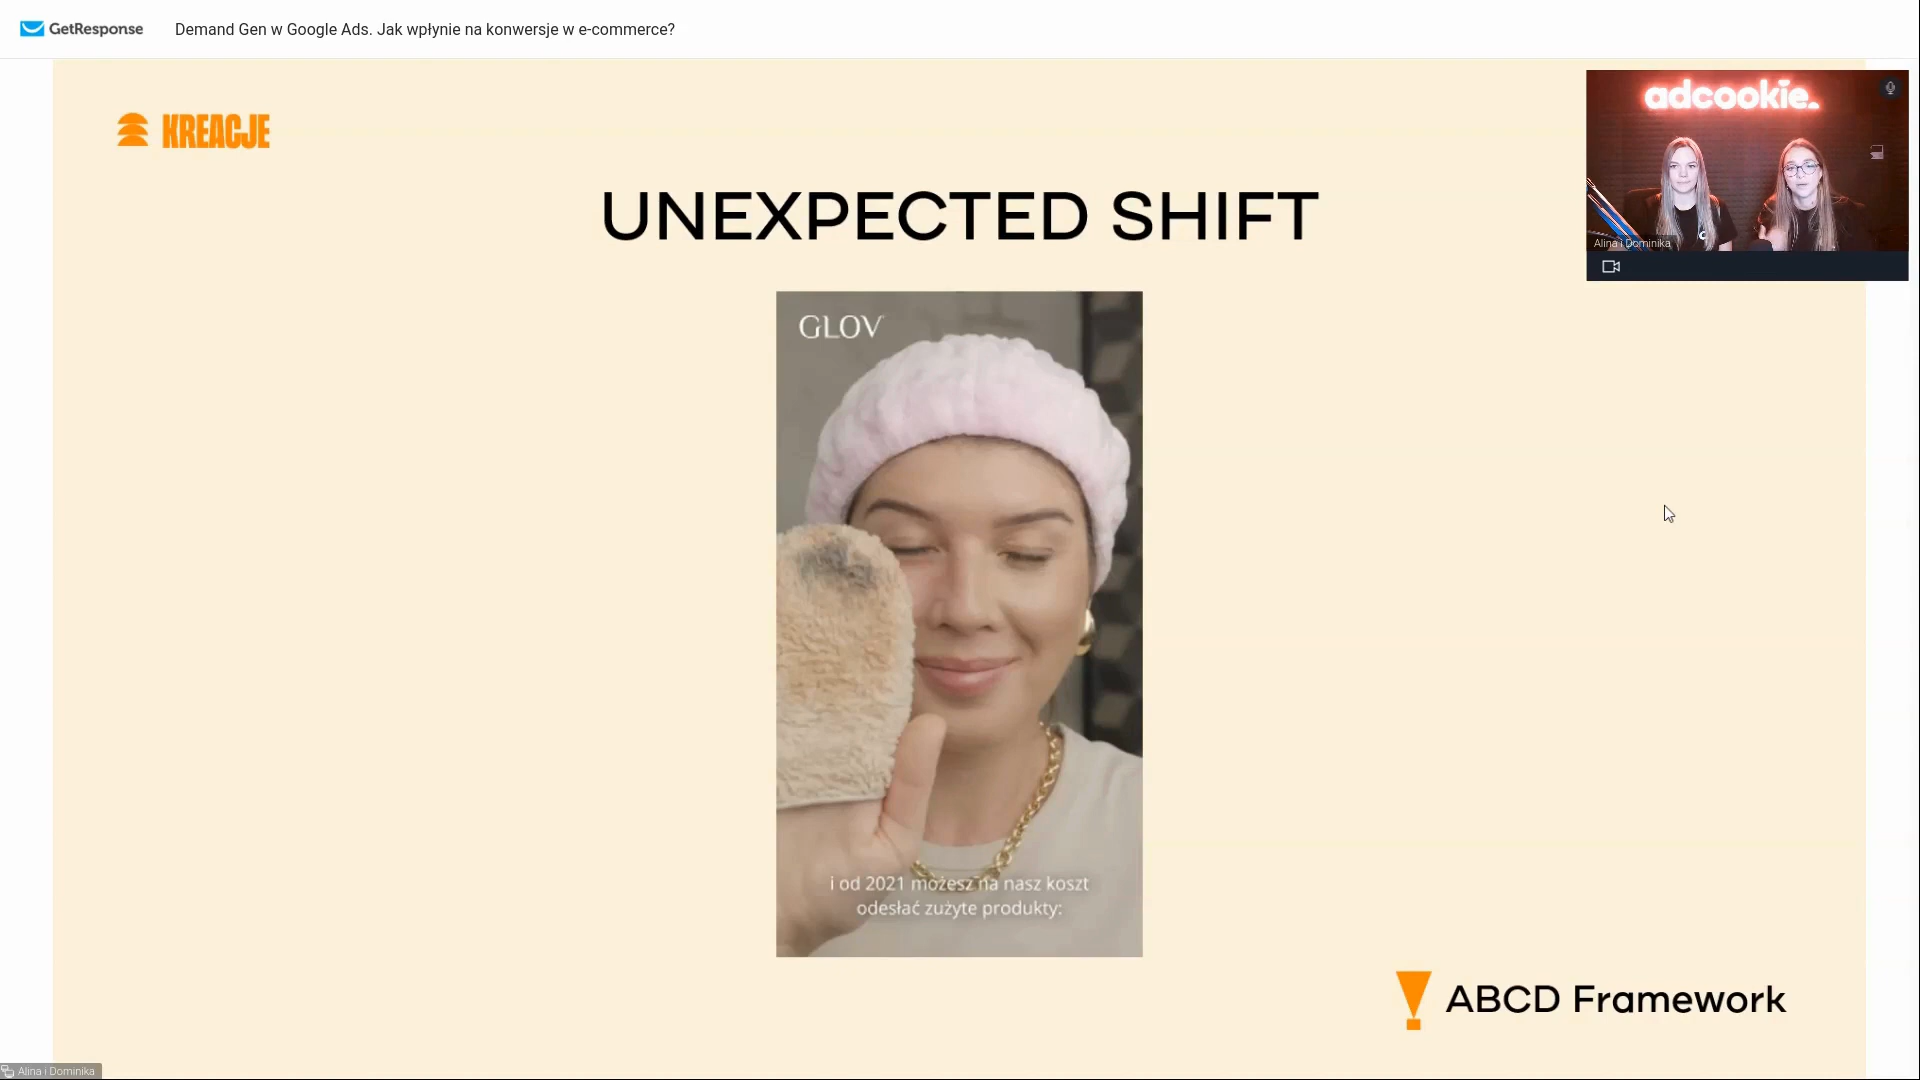 GetResponse
Demand Gen w Google Ads. Jak wpłynie na konwersje w e-commerce?
KREACJE
adcookie.
Alina i Dominika
UNEXPECTED SHIFT
GLOV
i od 2021 możesz na nasz koszt
odesłać zużyte produkty:
ABCD Framework
Alina i Dominika